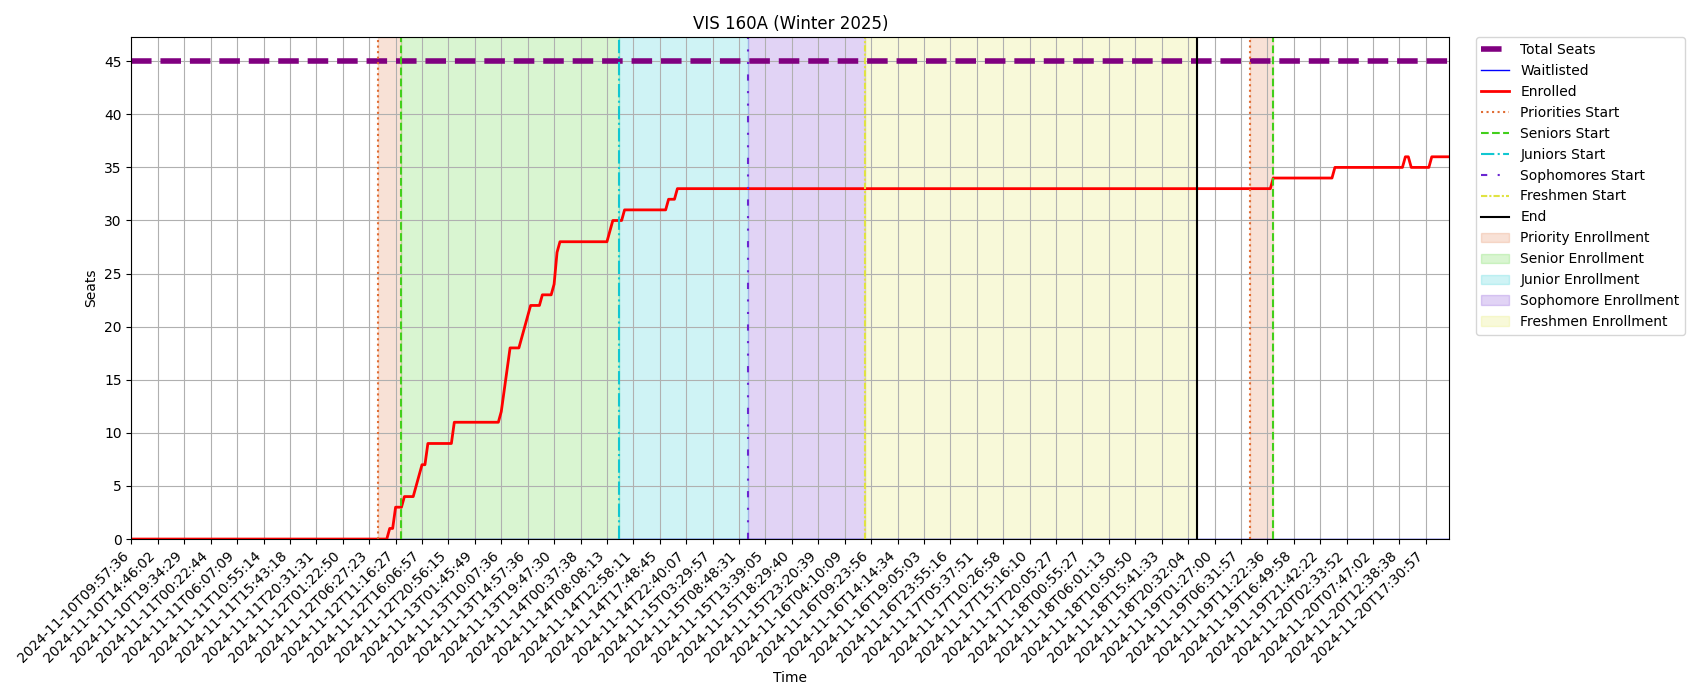 VIS 160A (Winter 2025)
Seats
45
40
35
30
25
20
15
10
5
0
2024-11-10T09:57:36
2024-11-10T14:46:02
2024-11-10T19:34:29
2024-11-11T00:22:44
2024-11-11T06:07:09
2024-11-11T10:55:14
2024-11-11T15:43:18
2024-11-11T20:31:31
2024-11-12T01:22:50
2024-11-12T06:27:23
2024-11-12T11:16:27
2024-11-12T16:06:57
2024-11-12T20:56:15
2024-11-13T01:45:49
2024-11-13T10:07:36
2024-11-13T14:57:36
2024-11-13T19:47:30
2024-11-14T00:37:38
2024-11-14T08:08:13
2024-11-14T12:58:11
2024-11-14T17:48:45
2024-11-14T22:40:07
2024-11-15T03:29:57
2024-11-15T08:48:31
2024-11-15T13:39:05
2024-11-15T18:29:40
2024-11-15T23:20:39
2024-11-16T04:10:09
2024-11-16T09:23:56
2024-11-16T14:14:34
2024-11-16T19:05:03
2024-11-16T23:55:16
2024-11-17T05:37:51
2024-11-17T10:26:58
2024-11-17T15:16:10
2024-11-17T20:05:27
2024-11-18T00:55:27
2024-11-18T06:01:13
2024-11-18T10:50:50
2024-11-18T15:41:33
2024-11-18T20:32:04
2024-11-19T01:27:00
2024-11-19T06:31:57
2024-11-19T11:22:36
2024-11-19T16:49:58
2024-11-19T21:42:22
2024-11-20T02:33:52
2024-11-20T07:47:02
2024-11-20T12:38:38
2024-11-20T17:30:57
Time
Total Seats
Waitlisted
Enrolled
Priorities Start
Seniors Start
Juniors Start
Sophomores Start
Freshmen Start
End
Priority Enrollment
Senior Enrollment
Junior Enrollment
Sophomore Enrollment
Freshmen Enrollment